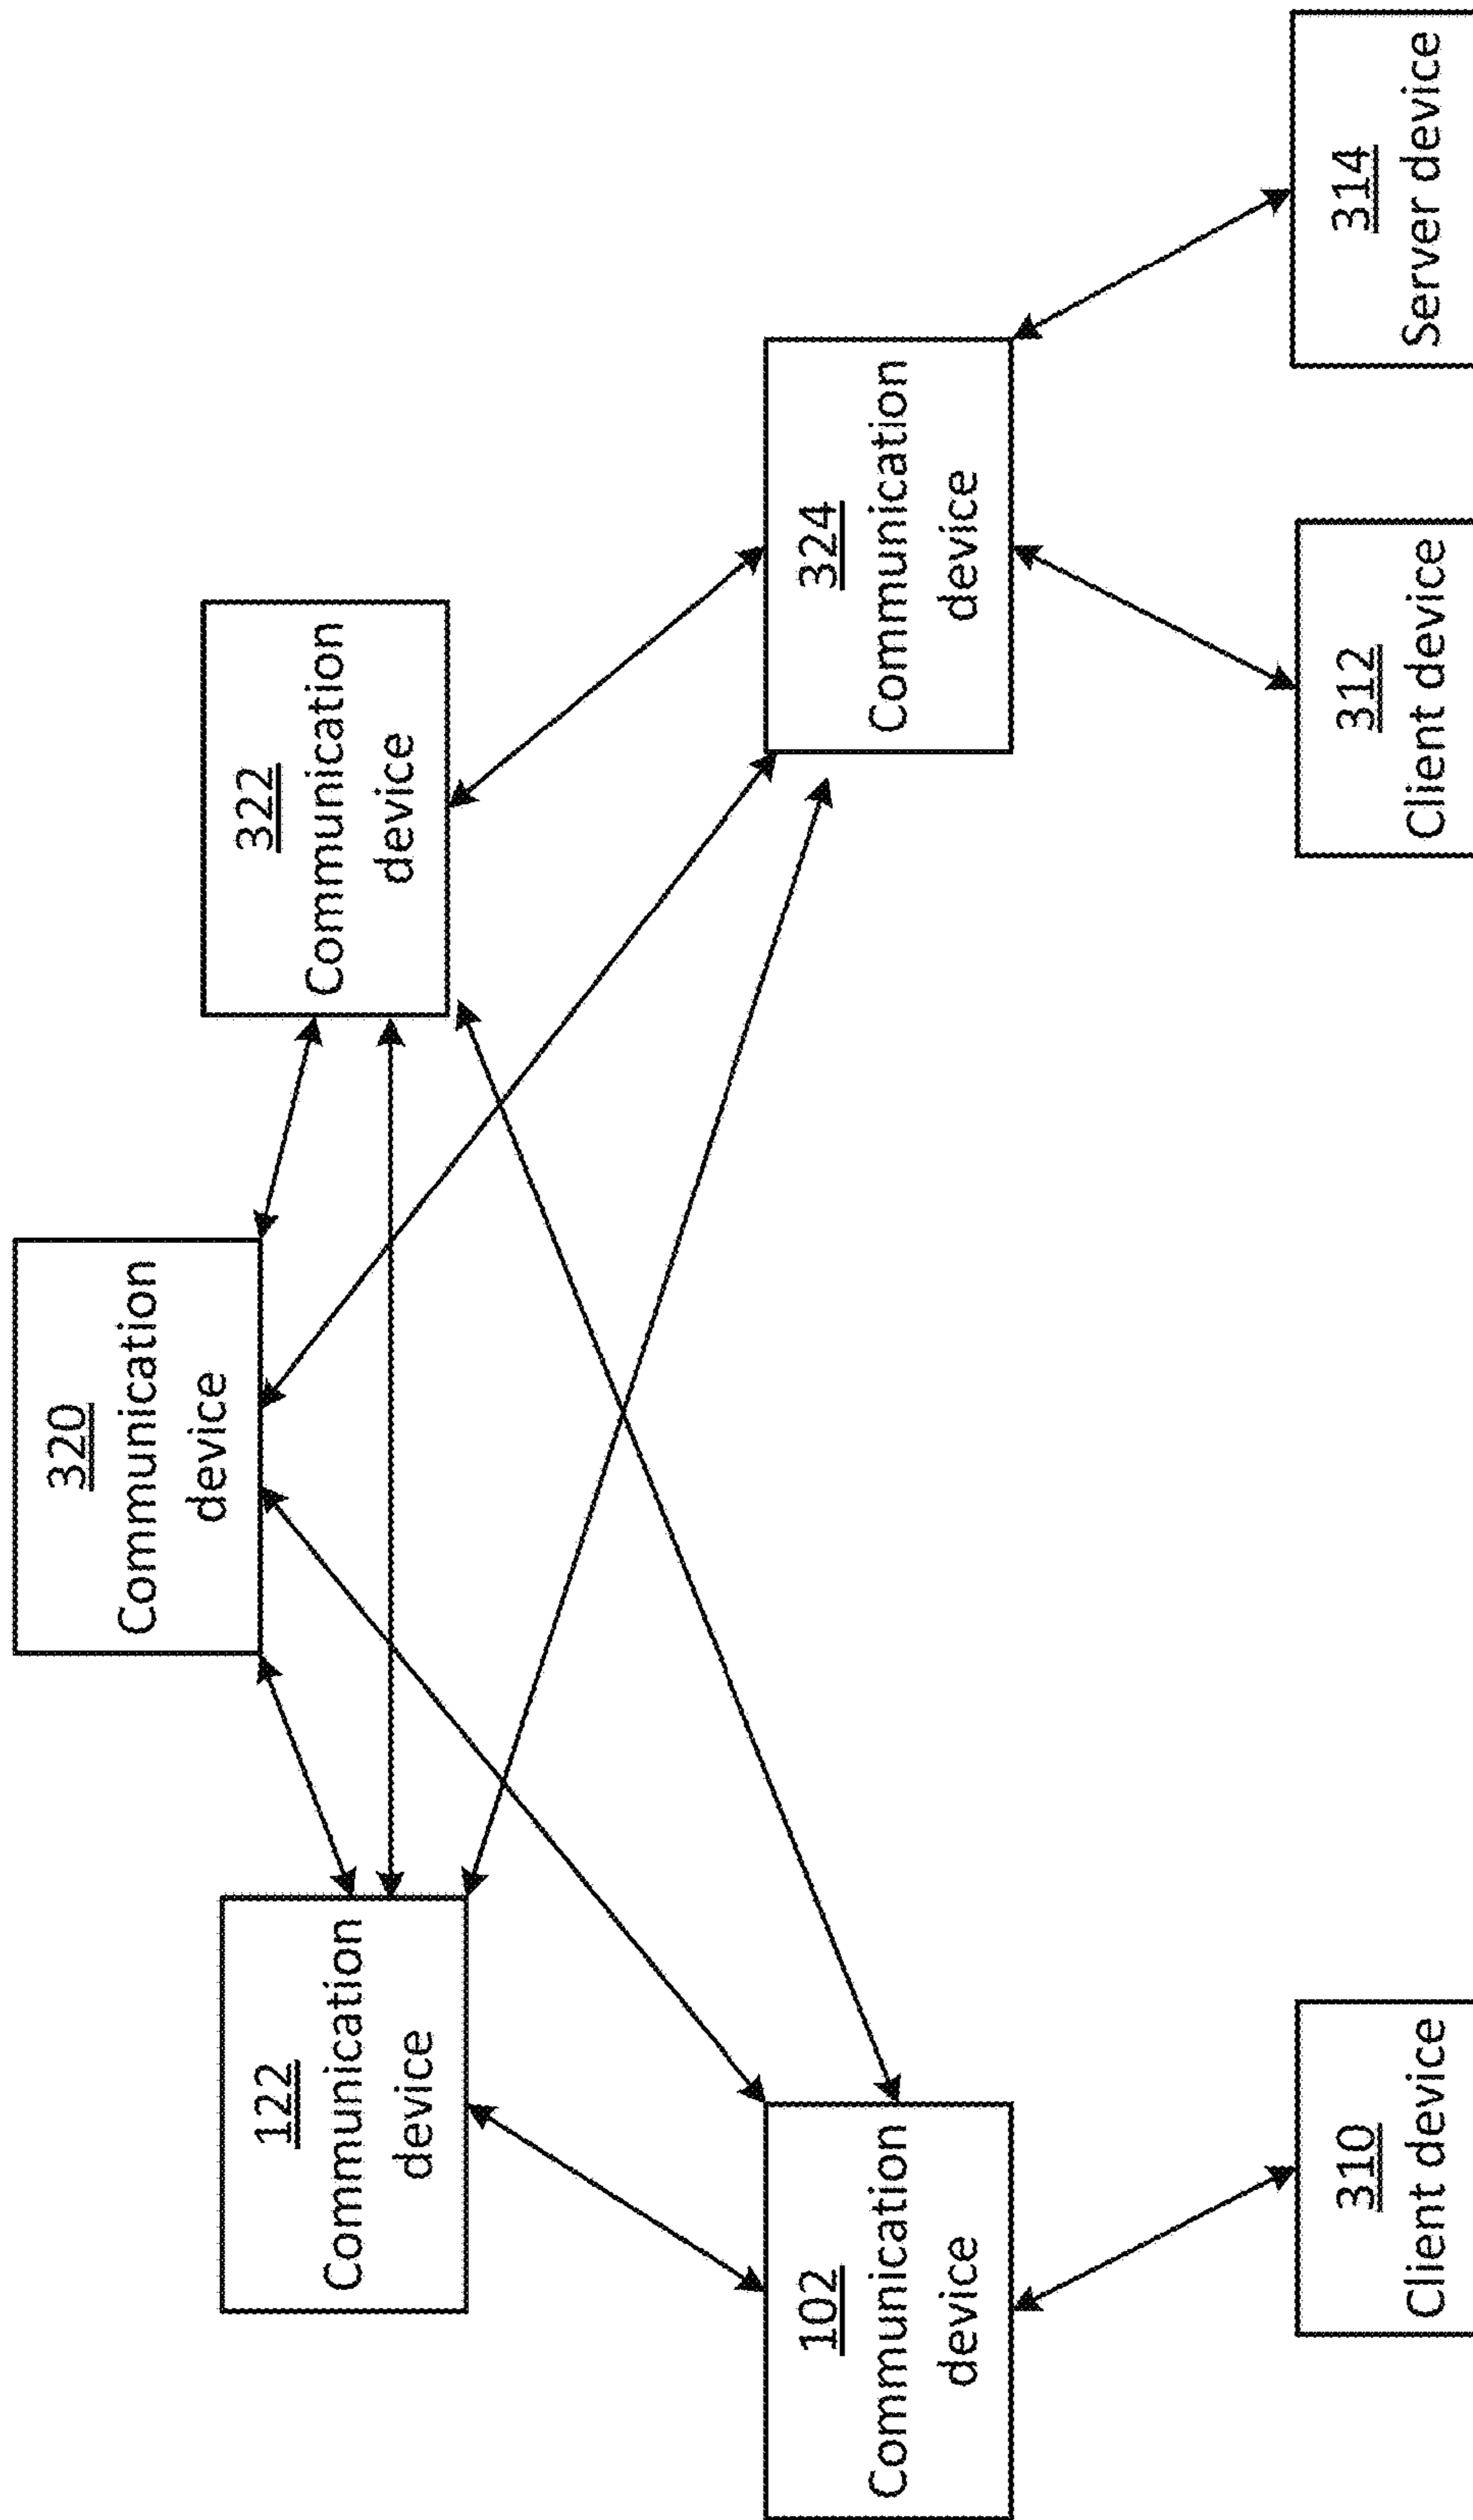 320
Communication
device
122
Communication
device
322
Communication
device
102
Communication
device
324
Communication
device
310
Client device
312
Client device
314
Server device